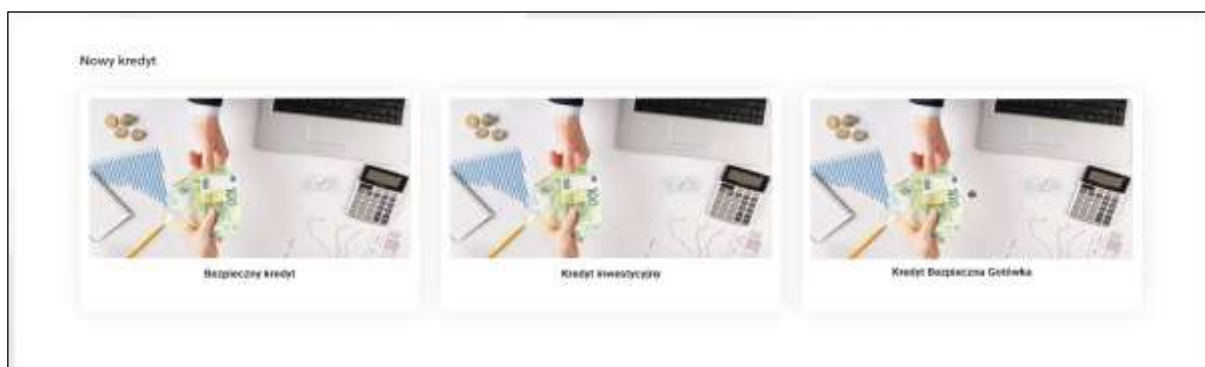 Nowy kredyt
Bezpieczny kredyt
Kredyt inwestycyjny
Kredyt Bezpieczna Gotówka